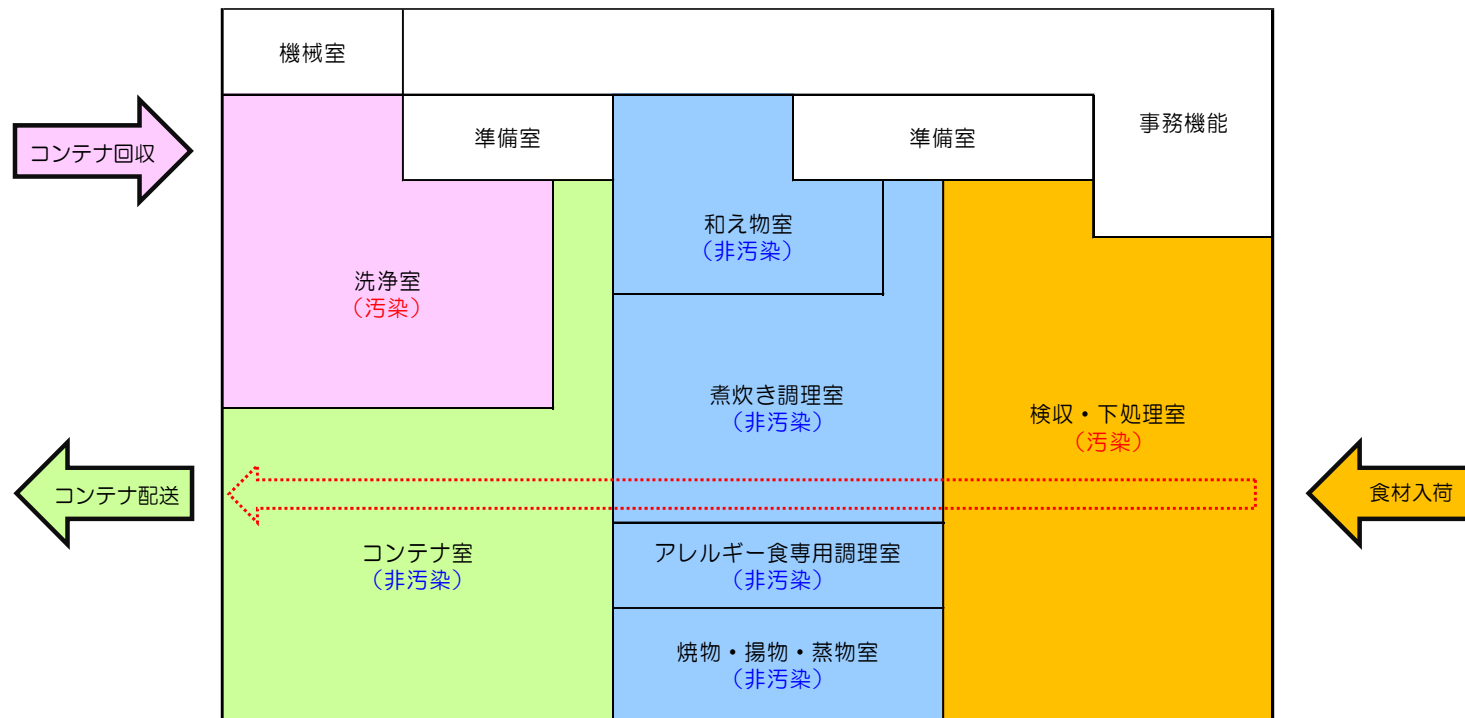 機械室
事務機能
準備室
準備室
コンテナ回収
和え物室
（非汚染）
洗浄室
（汚染）
煮炊き調理室
（非汚染）
検収・下処理室
（汚染）
コンテナ配送
食材入荷
コンテナ室
（非汚染）
アレルギー食専用調理室
（非汚染）
焼物・揚物・蒸物室
（非汚染）